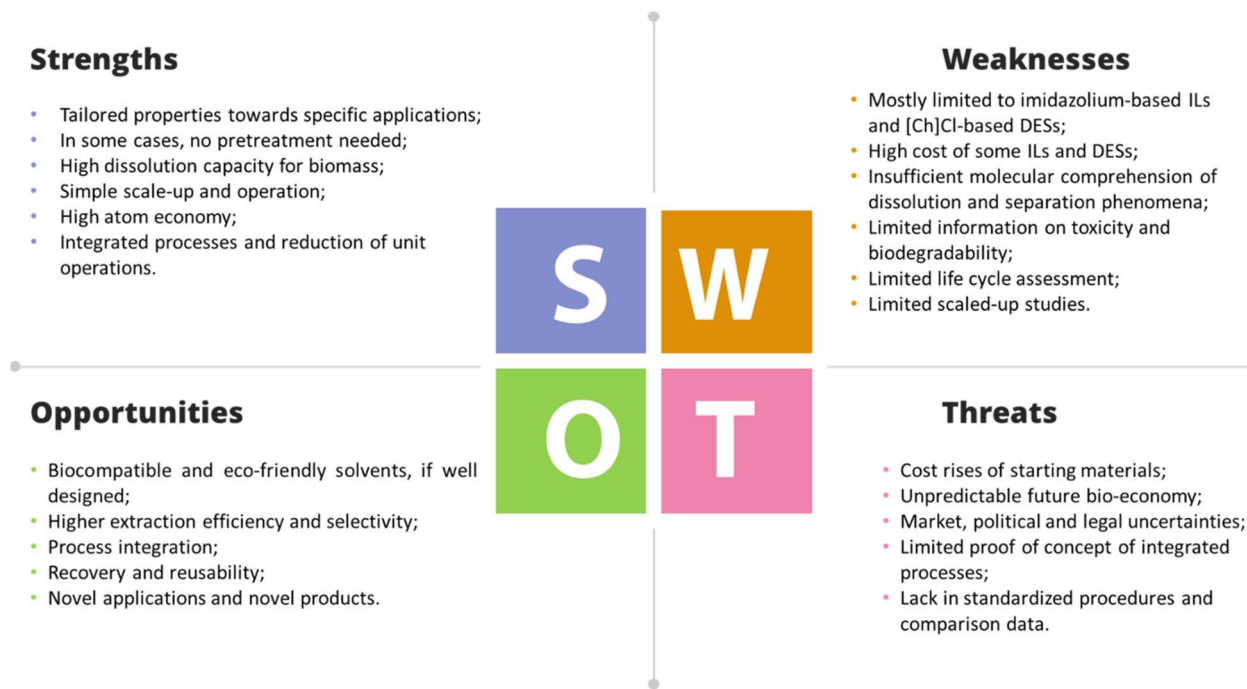 Strengths
Tailored properties towards specific applications;
In some cases, no pretreatment needed;
High dissolution capacity for biomass;
Simple scale-up and operation;
High atom economy;
Integrated processes and reduction of unit
operations.
Weaknesses
Mostly limited to imidazolium-based ILs
and [Ch]Cl-based DESs;
High cost of some ILs and DESs;
Insufficient molecular comprehension of
dissolution and separation phenomena;
Limited information on toxicity and
biodegradability;
Limited life cycle assessment;
Limited scaled-up studies.
S
W
O
T
Opportunities
Biocompatible and eco-friendly solvents, if well
designed;
Higher extraction efficiency and selectivity;
Process integration;
Recovery and reusability;
Novel applications and novel products.
Threats
Cost rises of starting materials;
Unpredictable future bio-economy;
Market, political and legal uncertainties;
Limited proof of concept of integrated
processes;
Lack in standardized procedures and
comparison data.